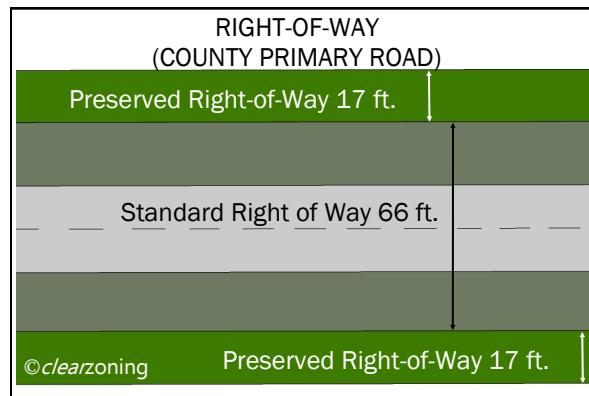 RIGHT-OF-WAY
(COUNTY PRIMARY ROAD)
Preserved Right-of-Way 17 ft.
Standard Right of Way 66 ft.
Preserved Right-of-Way 17 ft.
©clearzoning